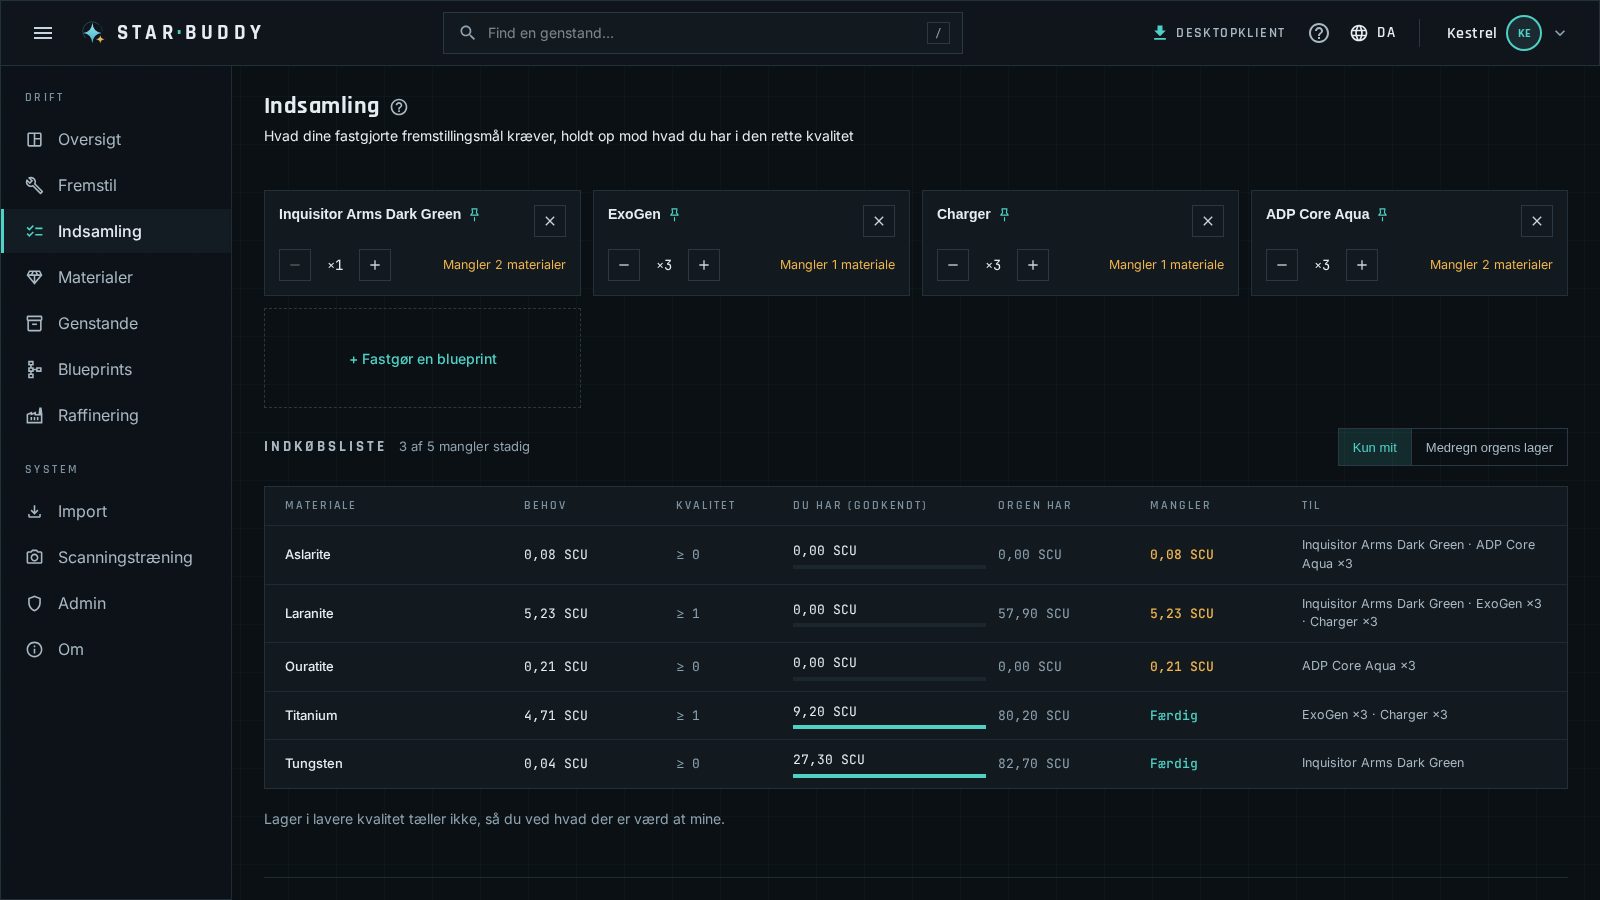 STAR·BUDDY
Find en genstand...
/
DESKTOPKLIENT
DA
Kestrel
KE
DRIFT
Oversigt
Fremstil
Indsamling
Materialer
Genstande
Blueprints
Raffinering
SYSTEM
Import
Scanningstræning
Admin
Om
Indsamling
Hvad dine fastgjorte fremstillingsmål kræver, holdt op mod hvad du har i den rette kvalitet
Inquisitor Arms Dark Green
×1
Mangler 2 materialer
ExoGen
×3
Mangler 1 materiale
Charger
×3
Mangler 1 materiale
ADP Core Aqua
×3
Mangler 2 materialer
+ Fastgør en blueprint
INDKØBSLISTE 3 af 5 mangler stadig
Kun mit
Medregn orgens lager
MATERIALE BEHOV KVALITET DU HAR (GODKENDT) ORGEN HAR MANGLER TIL
Aslarite 0,08 SCU ≥ 0 0,00 SCU 0,00 SCU 0,08 SCU Inquisitor Arms Dark Green · ADP Core
Aqua ×3
Laranite 5,23 SCU ≥ 1 0,00 SCU 57,90 SCU 5,23 SCU Inquisitor Arms Dark Green · ExoGen ×3
· Charger ×3
Ouratite 0,21 SCU ≥ 0 0,00 SCU 0,00 SCU 0,21 SCU ADP Core Aqua ×3
Titanium 4,71 SCU ≥ 1 9,20 SCU 80,20 SCU Færdig ExoGen ×3 · Charger ×3
Tungsten 0,04 SCU ≥ 0 27,30 SCU 82,70 SCU Færdig Inquisitor Arms Dark Green
Lager i lavere kvalitet tæller ikke, så du ved hvad der er værd at mine.